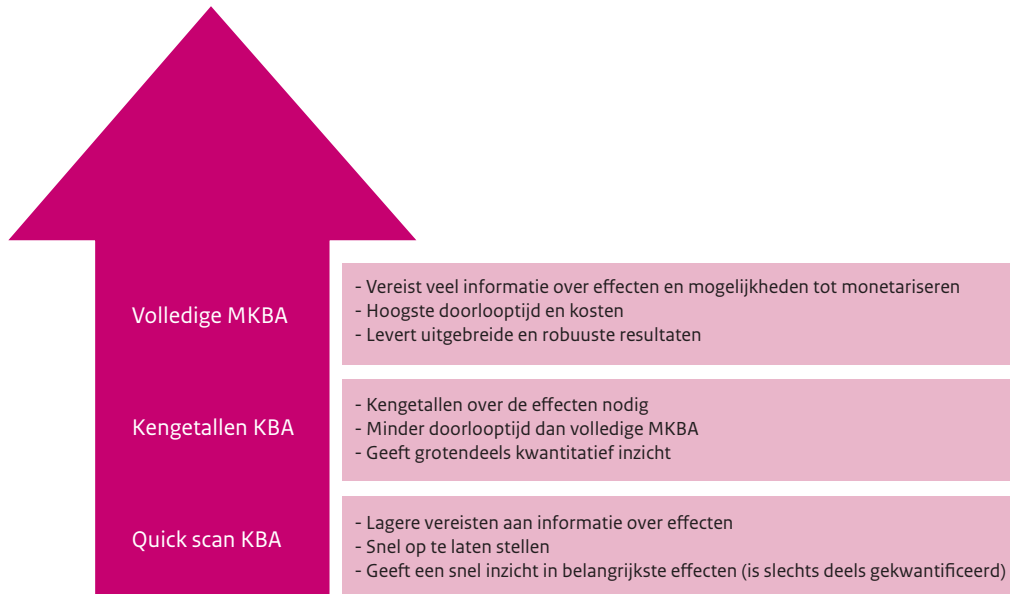 Volledige MKBA
- Vereist veel informatie over effecten en mogelijkheden tot monetariseren
- Hoogste doorlooptijd en kosten
- Levert uitgebreide en robuuste resultaten
Kengetallen KBA
- Kengetallen over de effecten nodig
- Minder doorlooptijd dan volledige MKBA
- Geeft grotendeels kwantitatief inzicht
Quick scan KBA
- Lagere vereisten aan informatie over effecten
- Snel op te laten stellen
- Geeft een snel inzicht in belangrijkste effecten (is slechts deels gekwantificeerd)